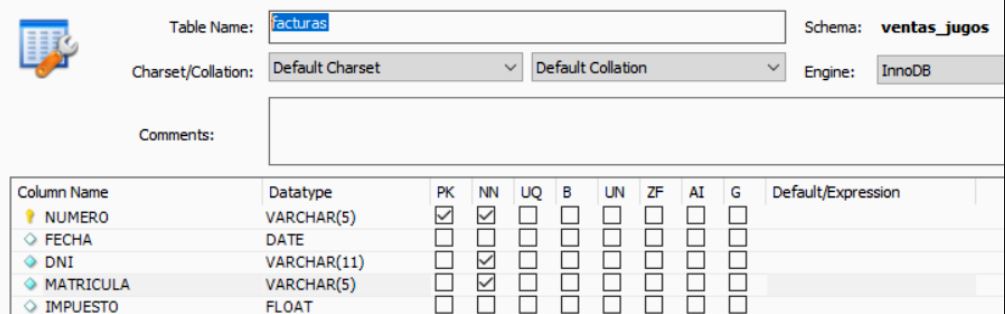 Table Name: facturas Schema: ventas_jugos
Charset/Collation: Default Charset Default Collation Engine: InnoDB
Comments:
Column Name Datatype PK NN UQ B UN ZF AI G Default/Expression
NUMERO VARCHAR(5)
FECHA DATE
DNI VARCHAR(11)
MATRICULA VARCHAR(5)
IMPUESTO FLOAT